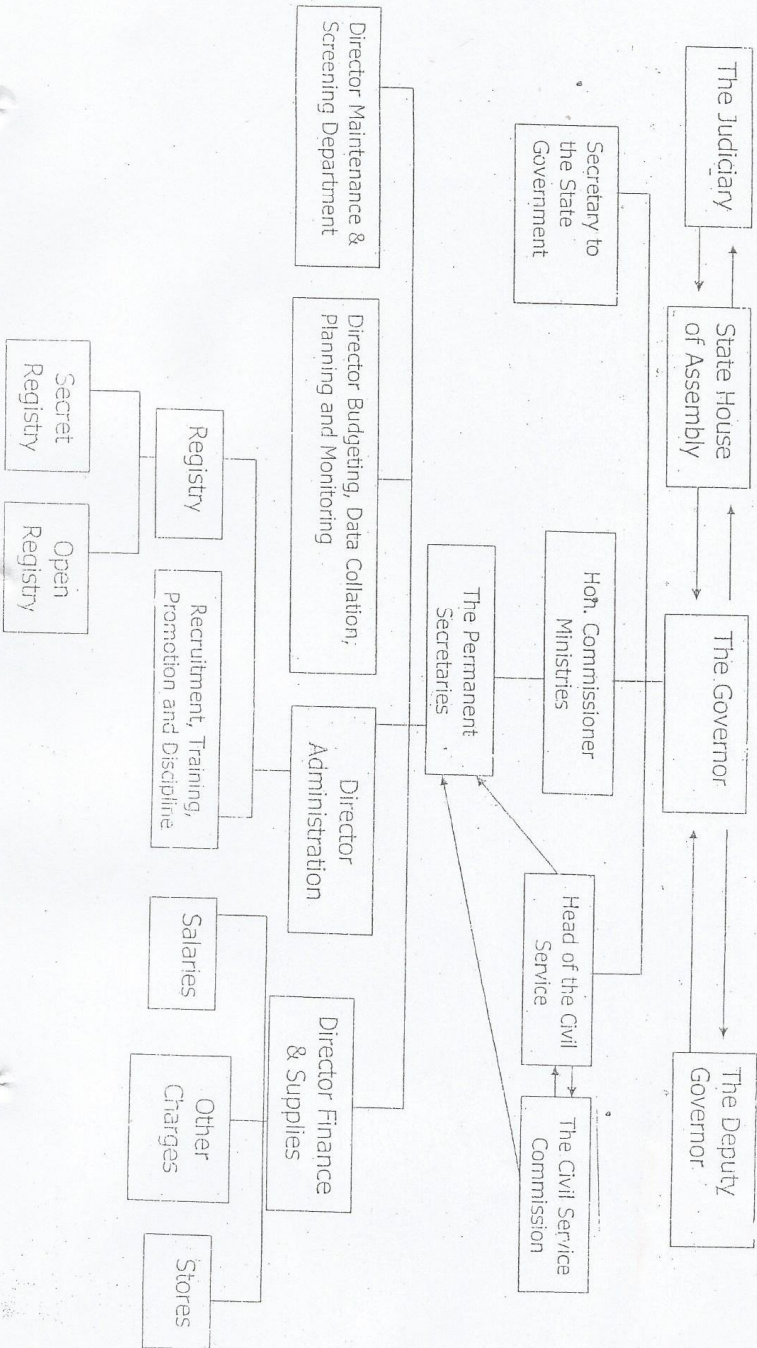 The Judiciary
State House
of Assembly
The Governor
The Deputy
Governor
Secretary to
the State
Government
Hon. Commissioner
Ministries
Head of the Civil
Service
The Civil Service
Commission
The Permanent
Secretaries
Director Maintenance &
Screening Department
Director Budgeting, Data Collation,
Planning and Monitoring
Director
Administration
Director Finance
& Supplies
Registry
Recruitment, Training,
Promotion and Discipline
Salaries
Other
Charges
Stores
Secret
Registry
Open
Registry